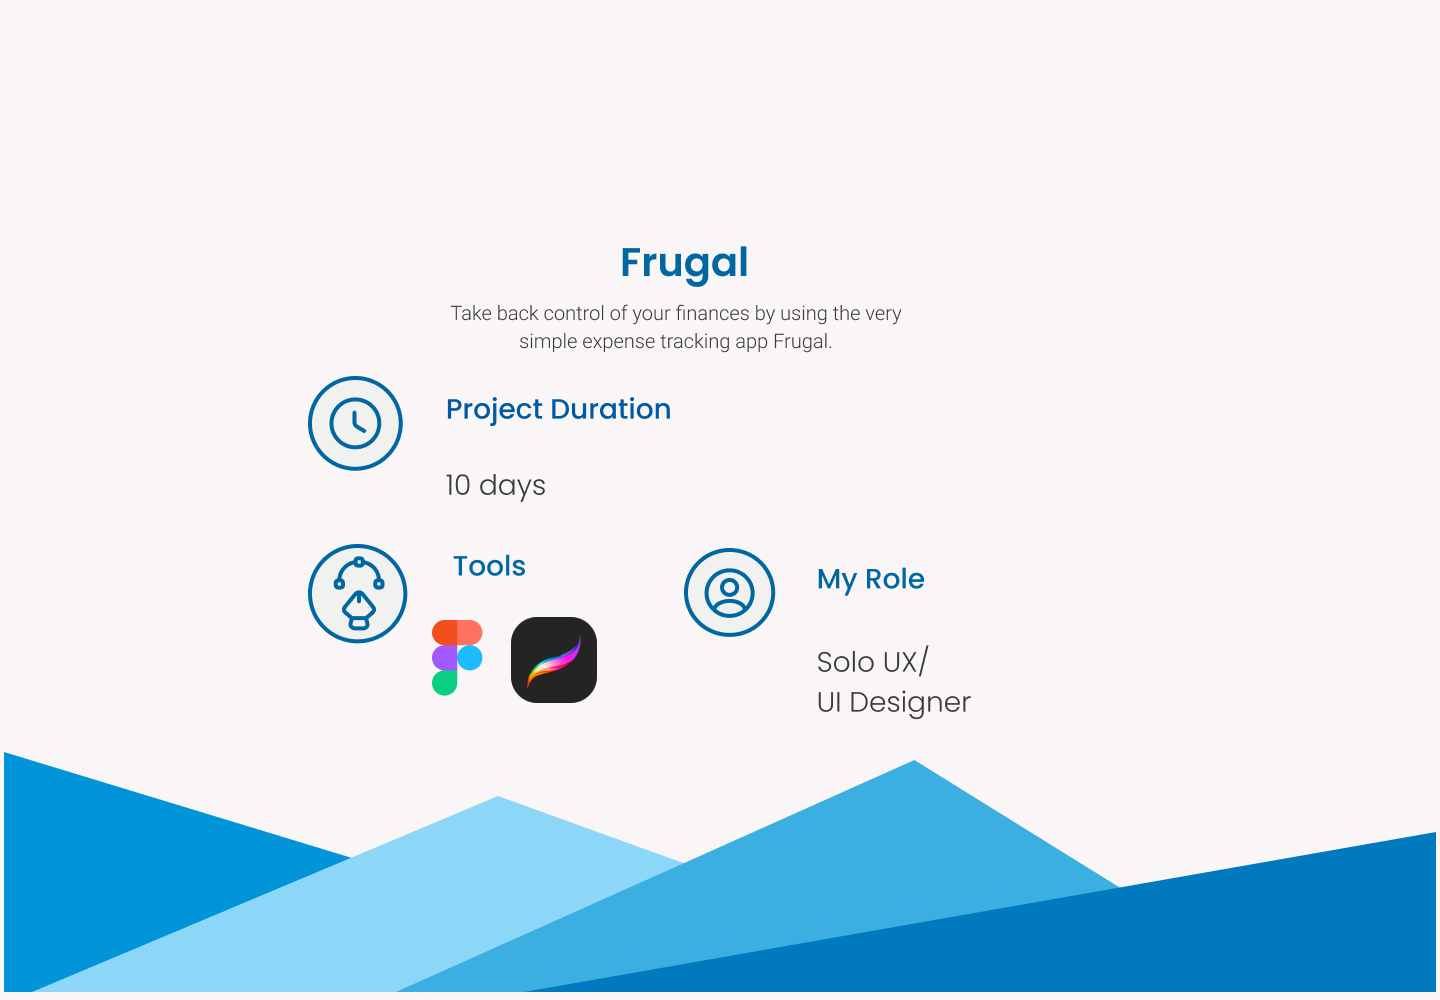 Frugal
Take back control of your finances by using the very
simple expense tracking app Frugal.
Project Duration
10 days
Tools
My Role
Solo UX/
UI Designer